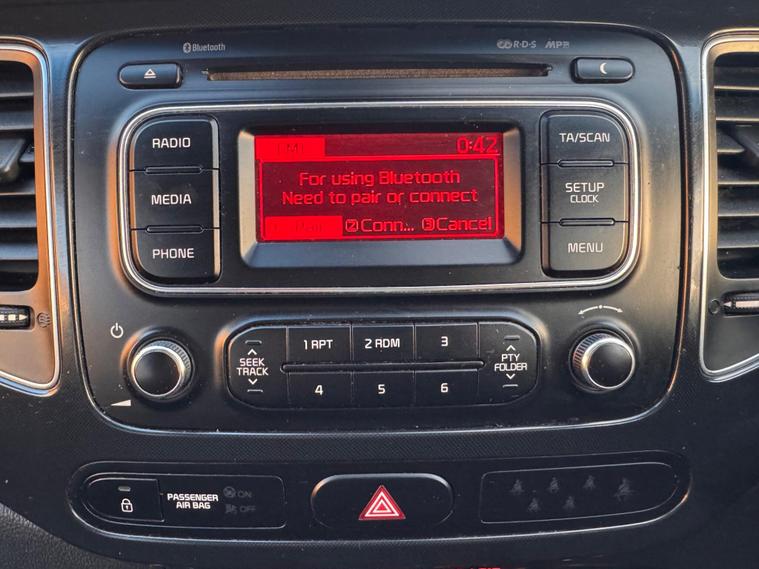 Bluetooth
R·D·S MP3
RADIO
MEDIA
PHONE
0:42
For using Bluetooth
Need to pair or connect
2 Conn... 3 Cancel
TA/SCAN
SETUP
CLOCK
MENU
SEEK
TRACK
1 RPT
2 RDM
3
4
5
6
PTY
FOLDER
PASSENGER
AIR BAG
ON
OFF